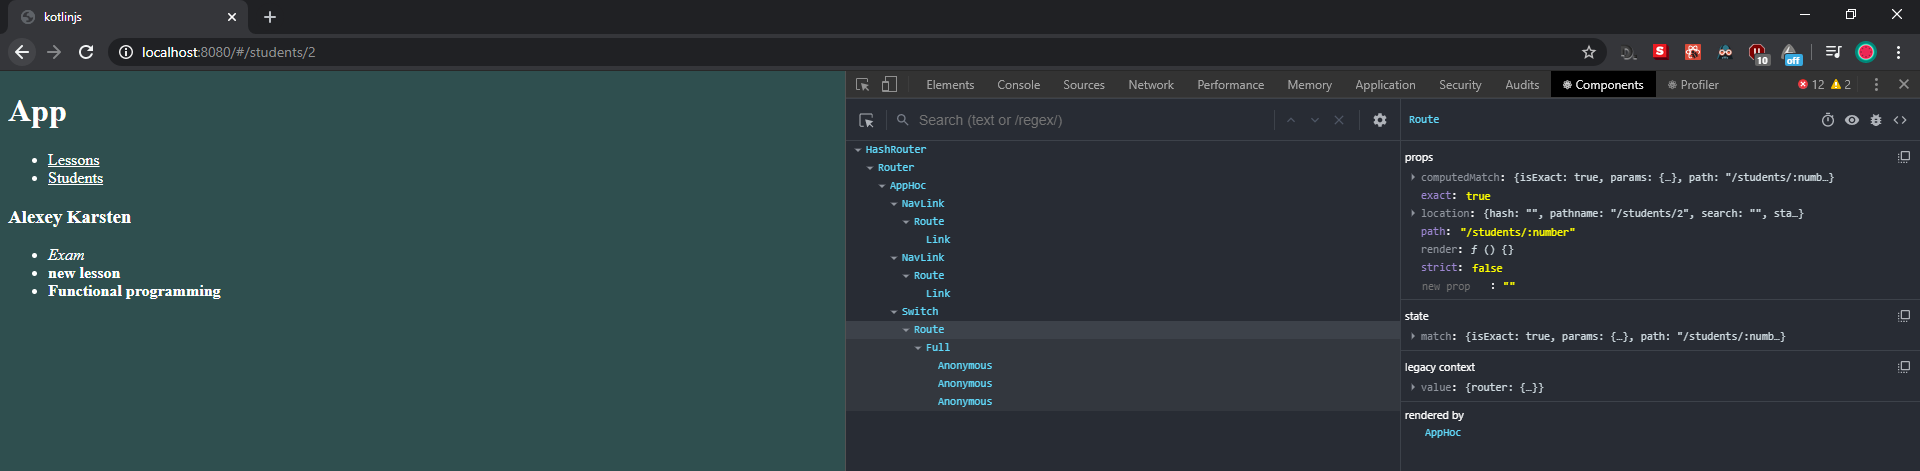 kotlinjs
localhost:8080/#/students/2
S
10
off
App
Lessons
Students
Alexey Karsten
Exam
new lesson
Functional programming
Elements Console Sources Network Performance Memory Application Security Audits Components Profiler 12 2
Search (text or /regex/)
HashRouter
Router
AppHoc
NavLink
Route
Link
NavLink
Route
Link
Switch
Route
Full
Anonymous
Anonymous
Anonymous
Route
props
computedMatch: {isExact: true, params: {…}, path: "/students/:numb…}
exact: true
location: {hash: "", pathname: "/students/2", search: "", sta…}
path: "/students/:number"
render: ƒ () {}
strict: false
new prop : ""
state
match: {isExact: true, params: {…}, path: "/students/:numb…}
legacy context
value: {router: {…}}
rendered by
AppHoc